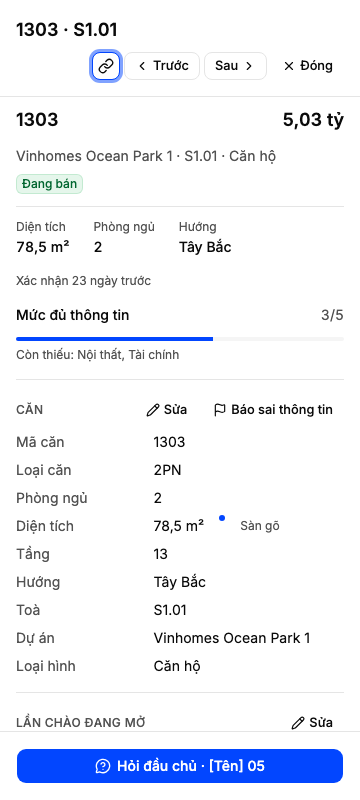 1303 · S1.01
Trước Sau Đóng
1303 5,03 tỷ
Vinhomes Ocean Park 1 · S1.01 · Căn hộ
Đang bán
Diện tích Phòng ngủ Hướng
78,5 m² 2 Tây Bắc
Xác nhận 23 ngày trước
Mức đủ thông tin 3/5
Còn thiếu: Nội thất, Tài chính
CĂN Sửa Báo sai thông tin
Mã căn 1303
Loại căn 2PN
Phòng ngủ 2
Diện tích 78,5 m² Sàn gỗ
Tầng 13
Hướng Tây Bắc
Toà S1.01
Dự án Vinhomes Ocean Park 1
Loại hình Căn hộ
LẦN CHÀO ĐANG MỞ Sửa
Hỏi đầu chủ · [Tên] 05